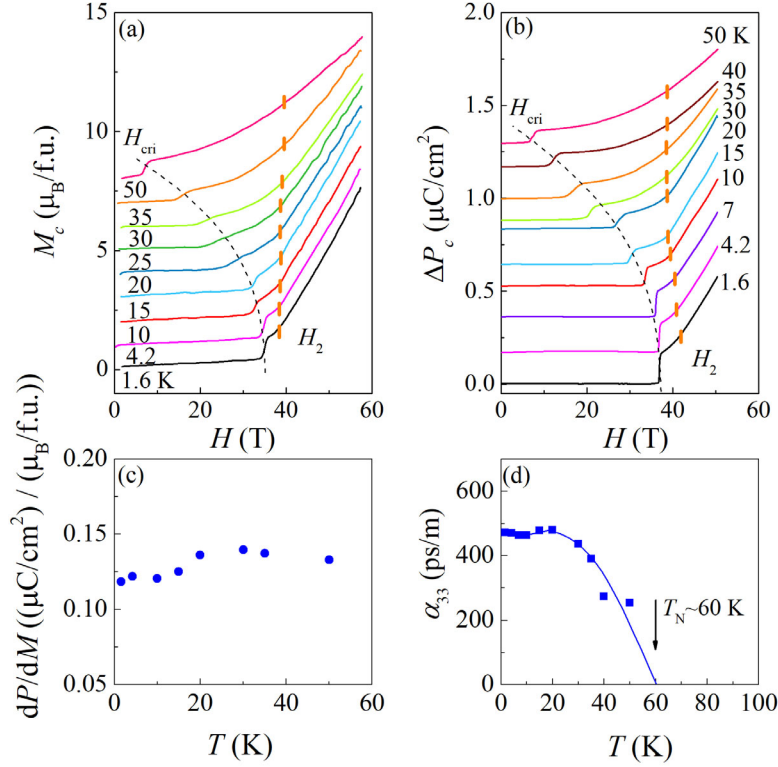 (a)
15
10
5
0
M_c (μ_B/f.u.)
H_cri
50
35
30
25
20
15
10
4.2
1.6 K
H_2
0 20 40 60
H (T)
(b)
2.0
1.5
1.0
0.5
0.0
ΔP_c (μC/cm²)
H_cri
50 K
40
35
30
20
15
10
7
4.2
1.6
H_2
0 20 40 60
H (T)
(c)
0.20
0.15
0.10
0.05
dP/dM ((μC/cm²) / (μ_B/f.u.))
0 20 40 60
T (K)
(d)
600
400
200
0
α_33 (ps/m)
T_N~60 K
0 20 40 60 80 100
T (K)